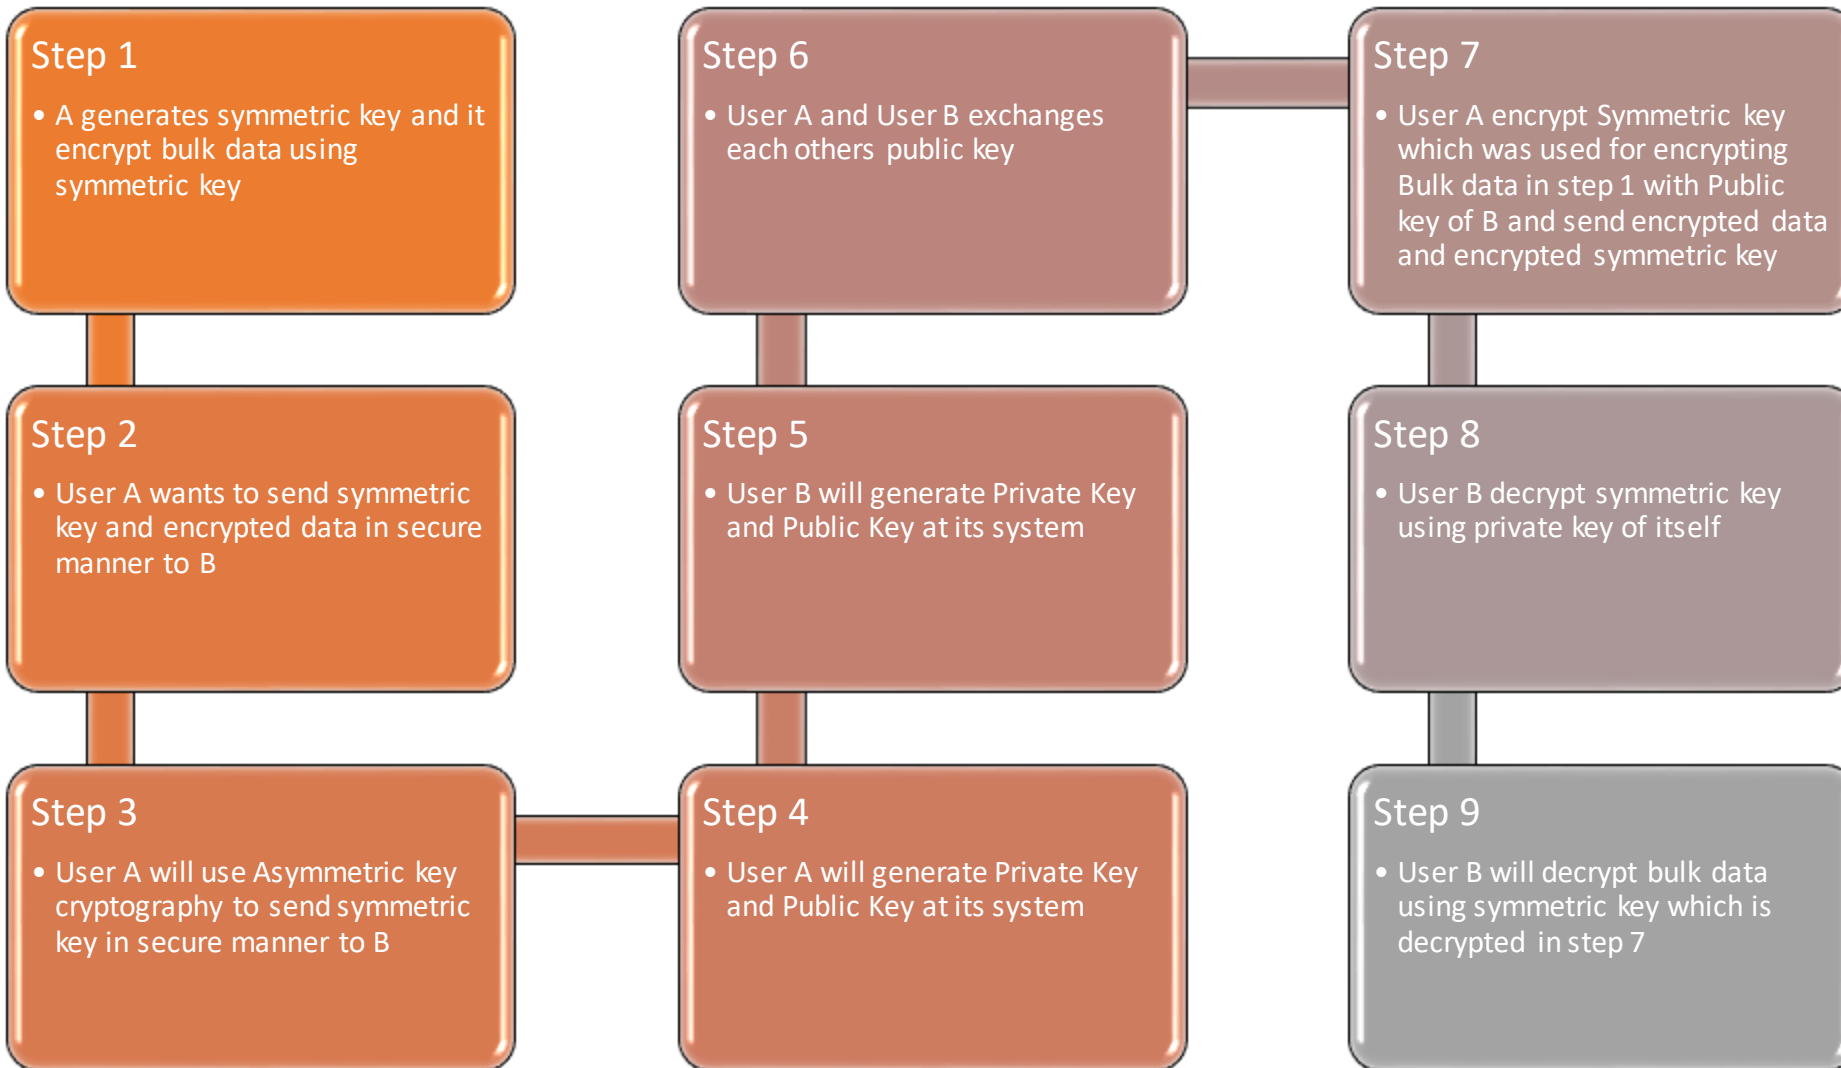 Step 1
• A generates symmetric key and it
encrypt bulk data using
symmetric key
Step 2
• User A wants to send symmetric
key and encrypted data in secure
manner to B
Step 3
• User A will use Asymmetric key
cryptography to send symmetric
key in secure manner to B
Step 4
• User A will generate Private Key
and Public Key at its system
Step 5
• User B will generate Private Key
and Public Key at its system
Step 6
• User A and User B exchanges
each others public key
Step 7
• User A encrypt Symmetric key
which was used for encrypting
Bulk data in step 1 with Public
key of B and send encrypted data
and encrypted symmetric key
Step 8
• User B decrypt symmetric key
using private key of itself
Step 9
• User B will decrypt bulk data
using symmetric key which is
decrypted in step 7